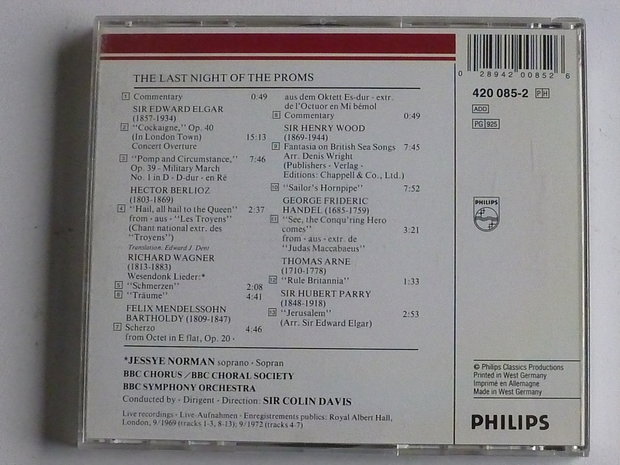 THE LAST NIGHT OF THE PROMS
1 Commentary 0:49
SIR EDWARD ELGAR
(1857-1934)
2 "Cockaigne," Op. 40 15:13
(In London Town)
Concert Overture
3 "Pomp and Circumstance," 7:46
Op. 39 - Military March
No. 1 in D - D-dur - en Ré
HECTOR BERLIOZ
(1803-1869)
4 "Hail, all hail to the Queen" 2:37
from - aus - "Les Troyens"
(Chant national extr. des
"Troyens")
Translation: Edward J. Dent
RICHARD WAGNER
(1813-1883)
Wesendonk Lieder:*
5 "Schmerzen" 2:08
6 "Träume" 4:41
FELIX MENDELSSOHN
BARTHOLDY (1809-1847)
7 Scherzo 4:46
from Octet in E flat, Op. 20 -
aus dem Oktett Es-dur - extr.
de l'Octuor en Mi bémol
8 Commentary 0:49
SIR HENRY WOOD
(1869-1944)
9 Fantasia on British Sea Songs 7:45
Arr. Denis Wright
(Publishers - Verlag -
Editions: Chappell & Co., Ltd.)
10 "Sailor's Hornpipe" 7:52
GEORGE FRIDERIC
HANDEL (1685-1759)
11 "See, the Conqu'ring Hero
comes" 3:21
from - aus - extr. de
"Judas Maccabaeus"
THOMAS ARNE
(1710-1778)
12 "Rule Britannia" 1:33
SIR HUBERT PARRY
(1848-1918)
13 "Jerusalem" 2:53
(Arr. Sir Edward Elgar)
*JESSYE NORMAN soprano - Sopran
BBC CHORUS/BBC CHORAL SOCIETY
BBC SYMPHONY ORCHESTRA
Conducted by - Dirigent - Direction: SIR COLIN DAVIS
Live recordings - Live-Aufnahmen - Enregistrements publics: Royal Albert Hall,
London, 9/1969 (tracks 1-3, 8-13); 9/1972 (tracks 4-7)
0 28942 00852 6
420 085-2 PH
ADD
PG 925
PHILIPS
© Philips Classics Productions
Printed in West Germany
Imprimé en Allemagne
Made in West Germany
PHILIPS